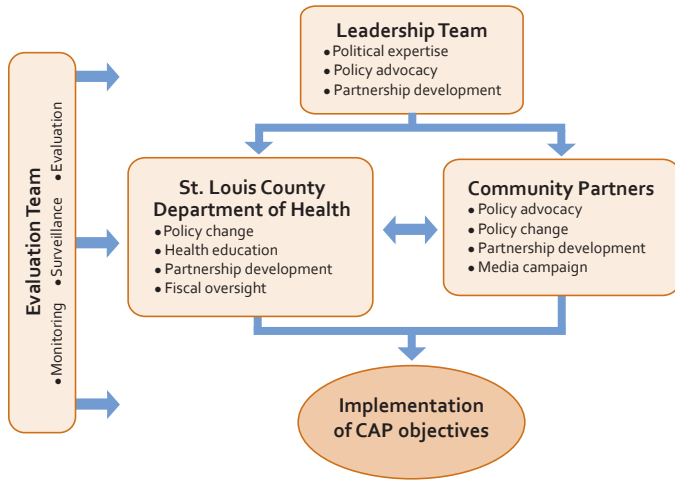 Leadership Team
• Political expertise
• Policy advocacy
• Partnership development
Evaluation Team
• Monitoring • Surveillance • Evaluation
St. Louis County
Department of Health
• Policy change
• Health education
• Partnership development
• Fiscal oversight
Community Partners
• Policy advocacy
• Policy change
• Partnership development
• Media campaign
Implementation
of CAP objectives